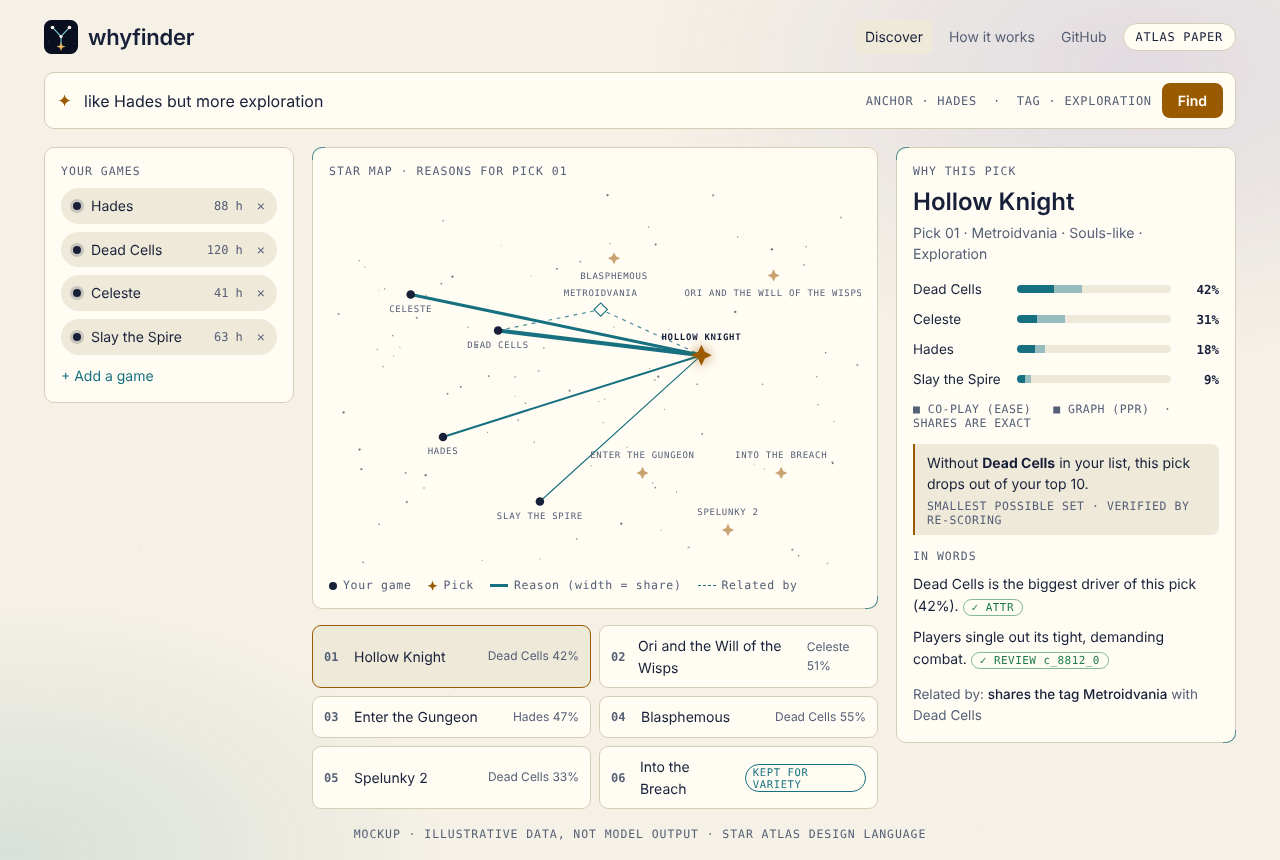 whyfinder
Discover
How it works
GitHub
ATLAS PAPER
like Hades but more exploration
ANCHOR · HADES · TAG · EXPLORATION
Find
YOUR GAMES
Hades 88 h ×
Dead Cells 120 h ×
Celeste 41 h ×
Slay the Spire 63 h ×
+ Add a game
STAR MAP · REASONS FOR PICK 01
BLASPHEMOUS
METROIDVANIA
ORI AND THE WILL OF THE WISPS
CELESTE
HOLLOW KNIGHT
DEAD CELLS
HADES
ENTER THE GUNGEON
INTO THE BREACH
SLAY THE SPIRE
SPELUNKY 2
Your game
Pick
Reason (width = share)
Related by
01 Hollow Knight Dead Cells 42%
02 Ori and the Will of the
Wisps
Celeste
51%
03 Enter the Gungeon Hades 47%
04 Blasphemous Dead Cells 55%
05 Spelunky 2 Dead Cells 33%
06 Into the
Breach
KEPT FOR
VARIETY
WHY THIS PICK
Hollow Knight
Pick 01 · Metroidvania · Souls-like ·
Exploration
Dead Cells 42%
Celeste 31%
Hades 18%
Slay the Spire 9%
■ CO-PLAY (EASE) ■ GRAPH (PPR) ·
SHARES ARE EXACT
Without Dead Cells in your list, this pick
drops out of your top 10.
SMALLEST POSSIBLE SET · VERIFIED BY
RE-SCORING
IN WORDS
Dead Cells is the biggest driver of this pick
(42%). ✓ ATTR
Players single out its tight, demanding
combat. ✓ REVIEW c_8812_0
Related by: shares the tag Metroidvania with
Dead Cells
MOCKUP · ILLUSTRATIVE DATA, NOT MODEL OUTPUT · STAR ATLAS DESIGN LANGUAGE